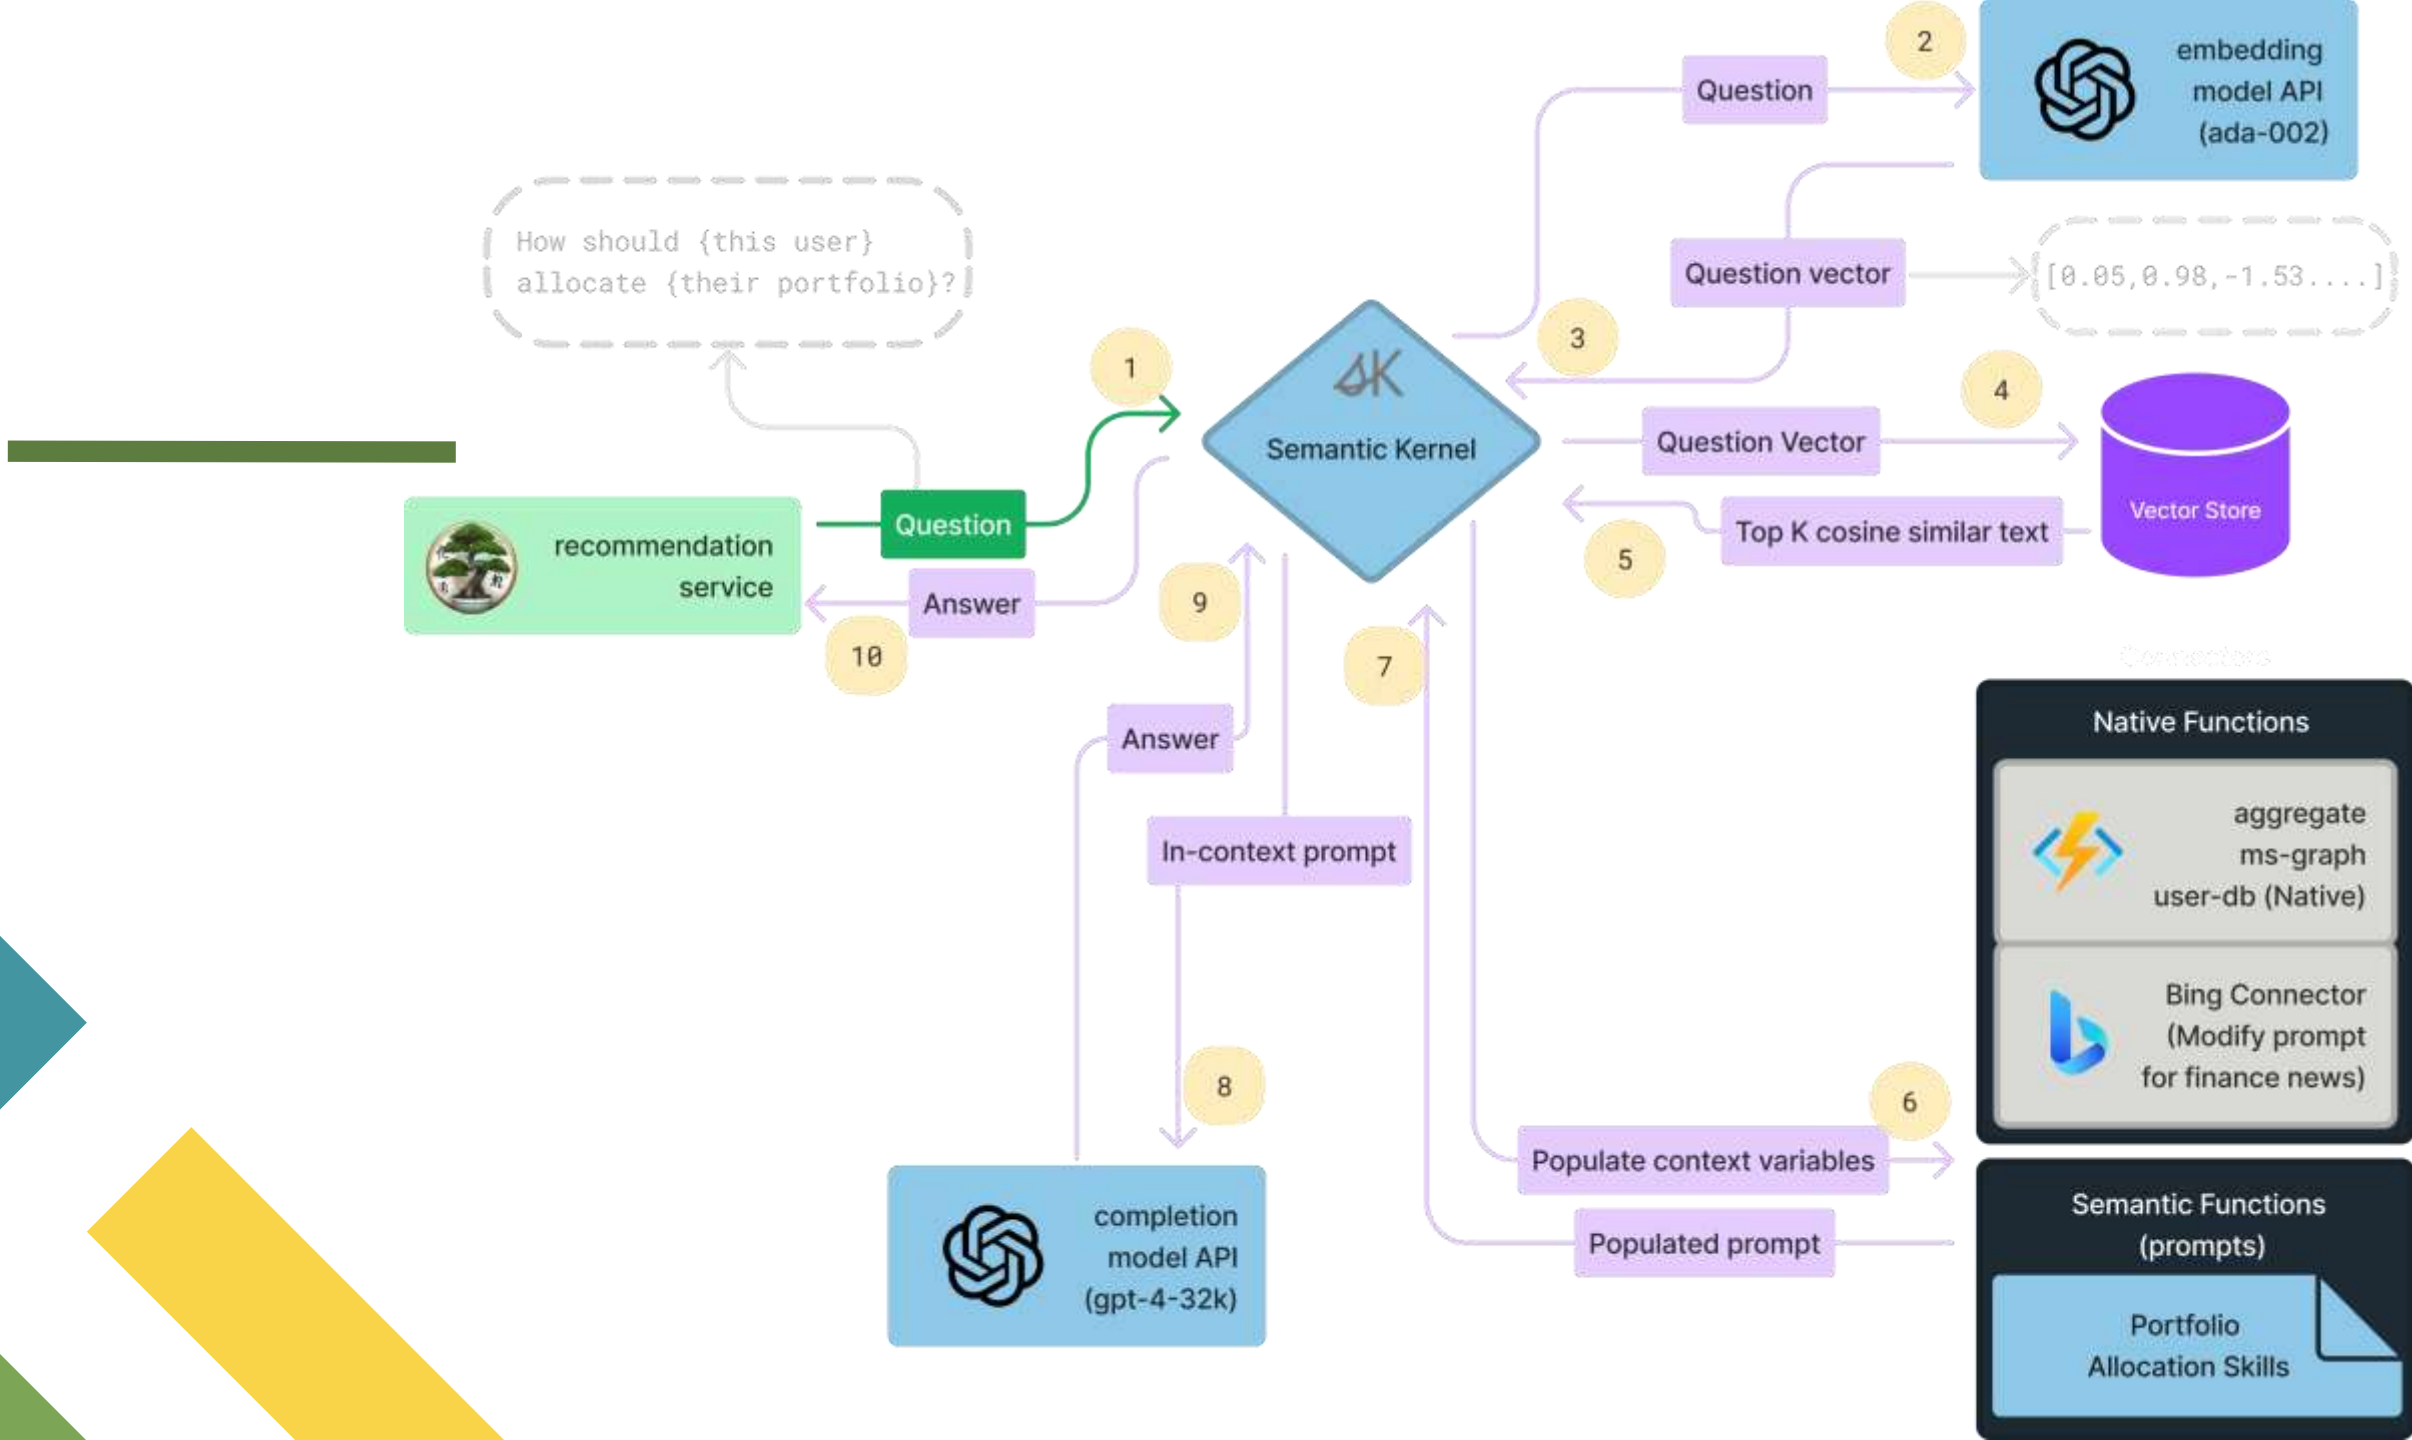 2
embedding
model API
(ada-002)
Question
How should {this user}
allocate {their portfolio}?
Question vector
[0.05,0.98,-1.53....]
3
1
4
SK
Semantic Kernel
Question Vector
Vector Store
Top K cosine similar text
5
Question
recommendation
service
Answer
10
9
7
Connectors
Native Functions
Answer
aggregate
ms-graph
user-db (Native)
In-context prompt
Bing Connector
(Modify prompt
for finance news)
8
6
Populate context variables
Semantic Functions
(prompts)
Populated prompt
completion
model API
(gpt-4-32k)
Portfolio
Allocation Skills